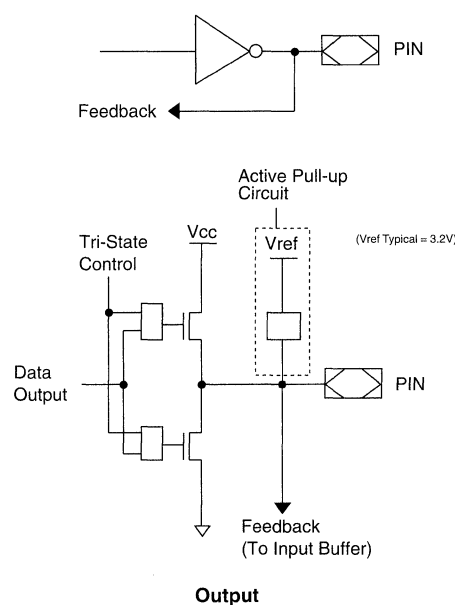 PIN
Feedback
Active Pull-up
Circuit
Vcc
Vref
(Vref Typical = 3.2V)
Tri-State
Control
Data
Output
PIN
Feedback
(To Input Buffer)
Output